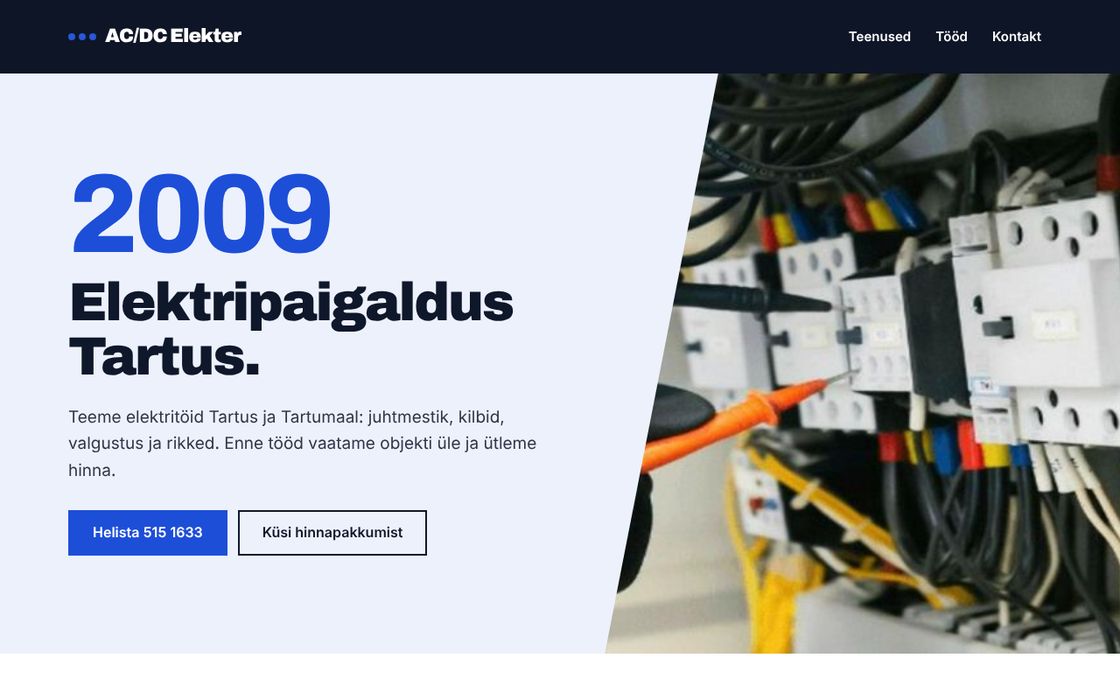 AC/DC Elekter
Teenused Tööd Kontakt
2009
Elektripaigaldus
Tartus.
Teeme elektritöid Tartus ja Tartumaal: juhtmestik, kilbid,
valgustus ja rikked. Enne tööd vaatame objekti üle ja ütleme
hinna.
Helista 515 1633
Küsi hinnapakkumist